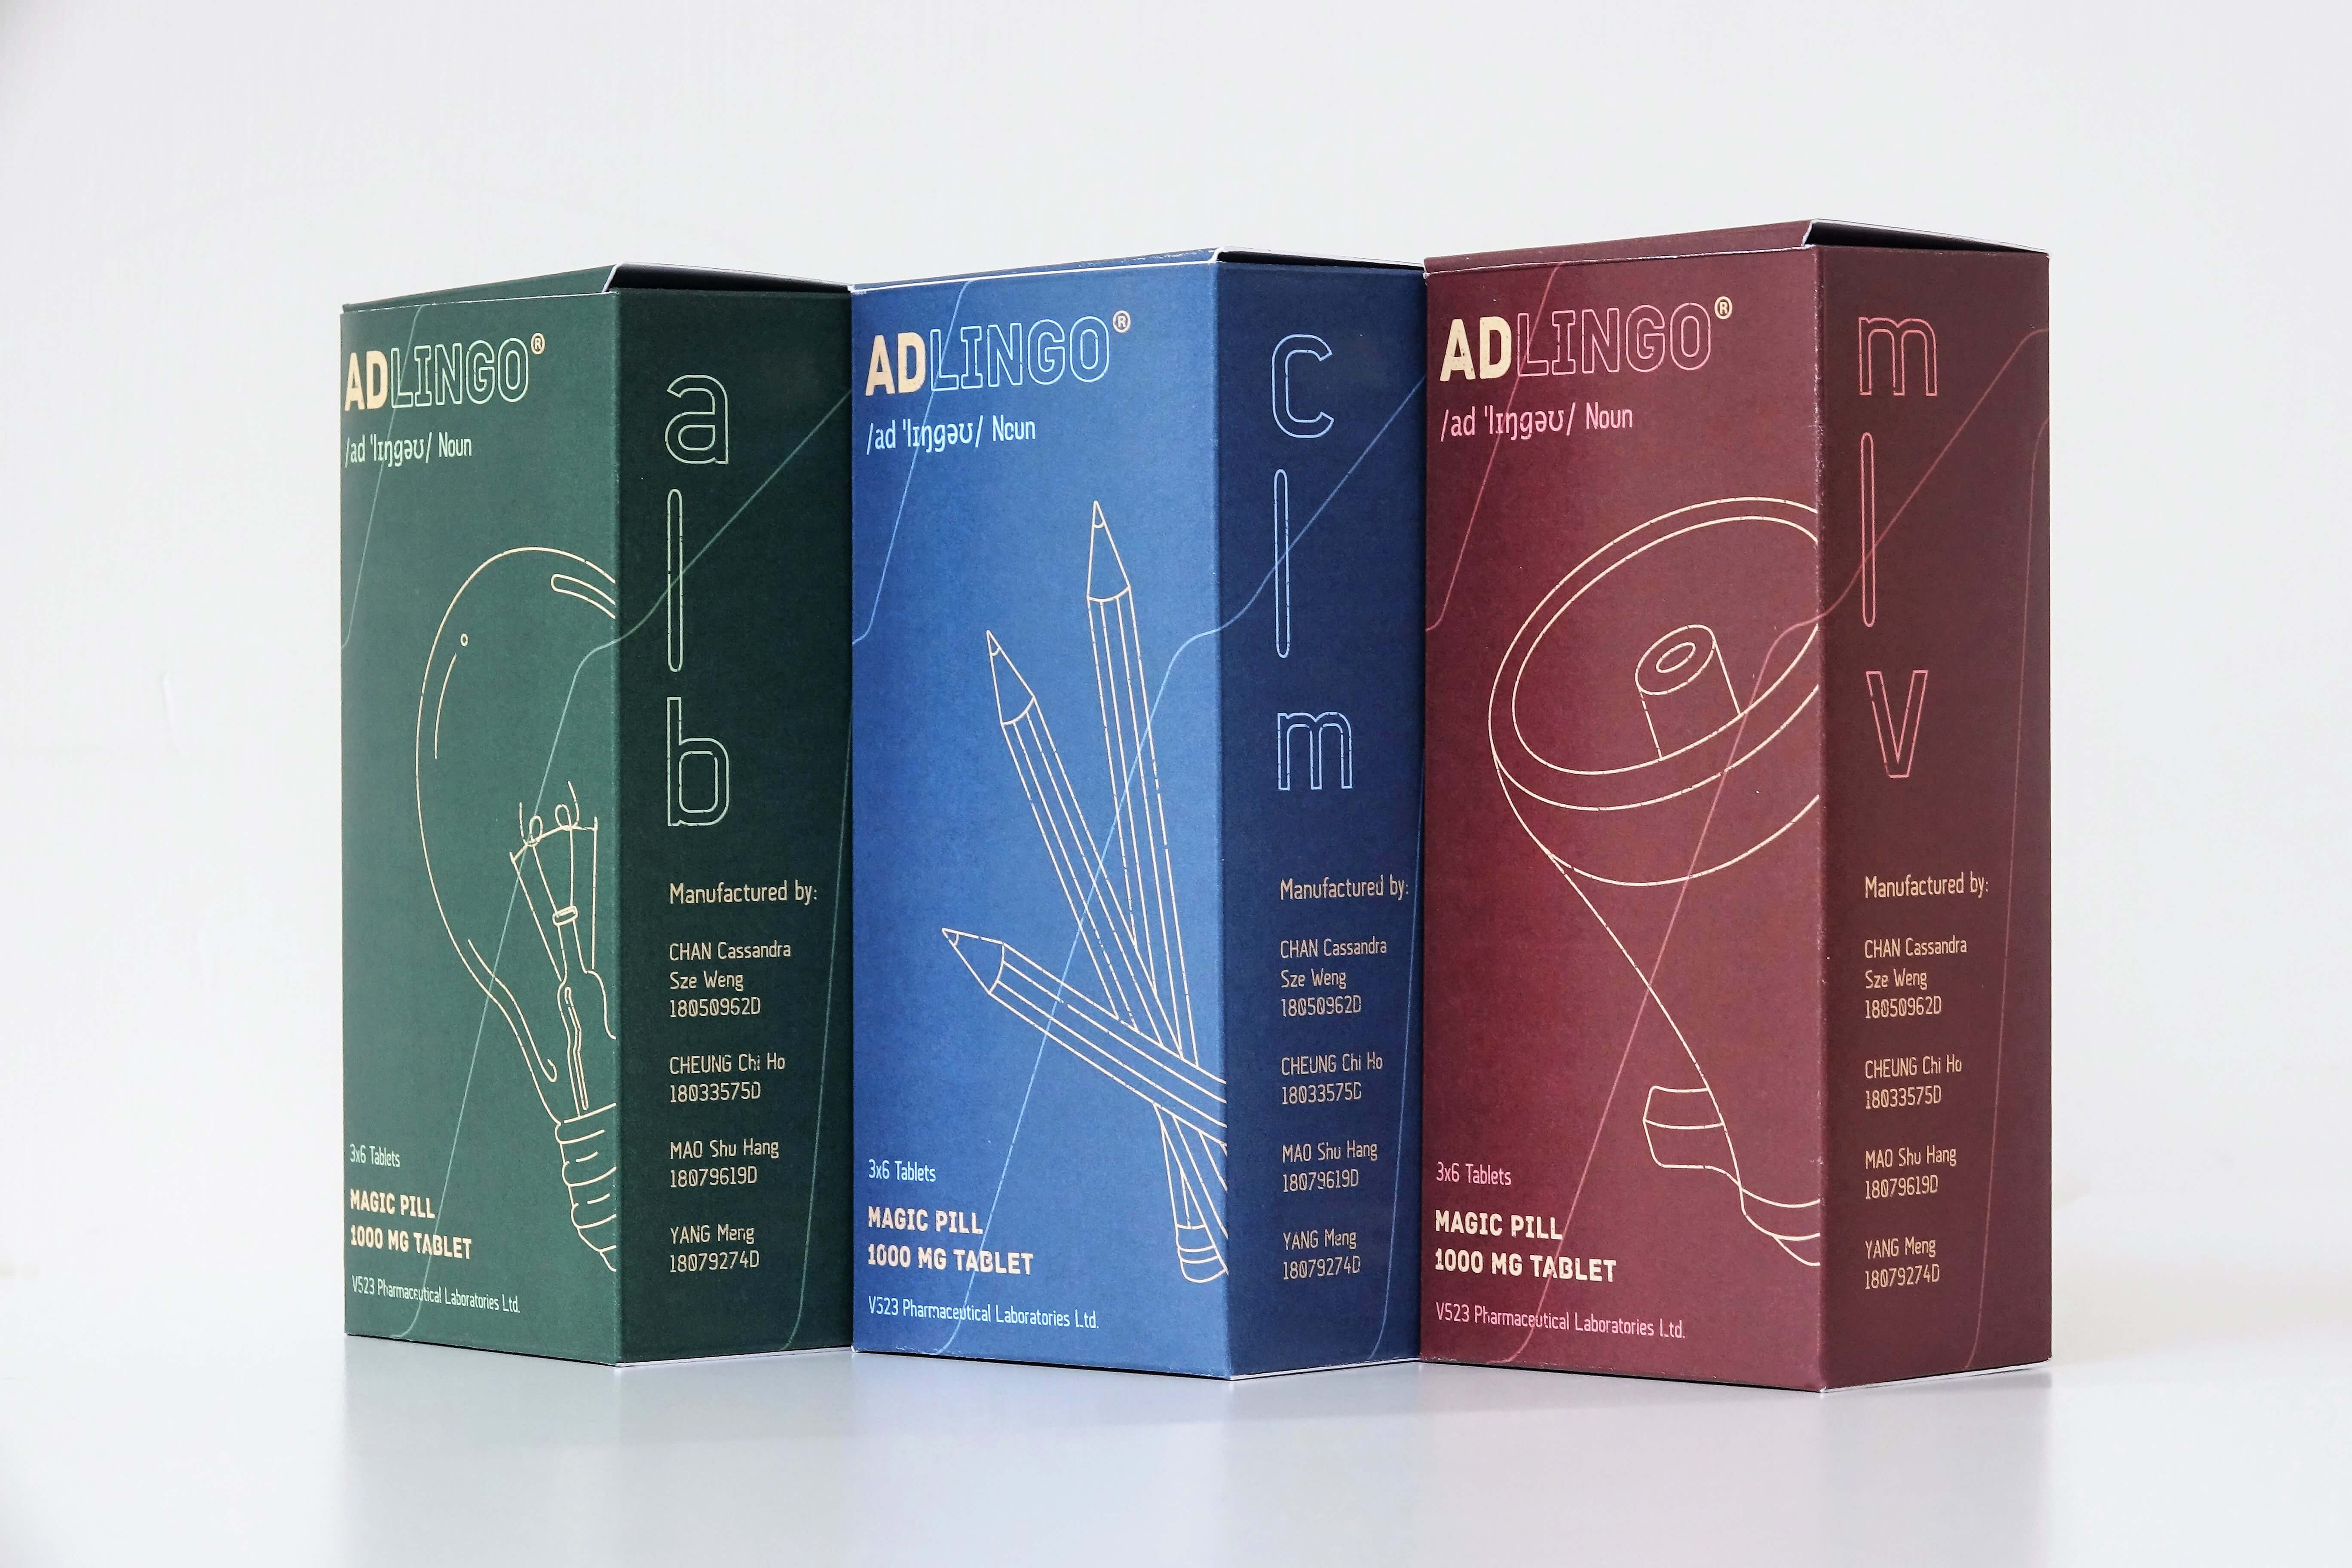 ADLINGO®
/ad 'lɪŋgəʊ/ Noun
3x6 Tablets
MAGIC PILL
1000 MG TABLET
V523 Pharmaceutical Laboratories Ltd.
a
l
b
Manufactured by:
CHAN Cassandra
Sze Weng
18050962D
CHEUNG Chi Ho
18033575D
MAO Shu Hang
18079619D
YANG Meng
18079274D
ADLINGO®
/ad 'lɪŋgəʊ/ Noun
3x6 Tablets
MAGIC PILL
1000 MG TABLET
V523 Pharmaceutical Laboratories Ltd.
c
l
m
Manufactured by:
CHAN Cassandra
Sze Weng
18050962D
CHEUNG Chi Ho
18033575D
MAO Shu Hang
18079619D
YANG Meng
18079274D
ADLINGO®
/ad 'lɪŋgəʊ/ Noun
3x6 Tablets
MAGIC PILL
1000 MG TABLET
V523 Pharmaceutical Laboratories Ltd.
m
l
v
Manufactured by:
CHAN Cassandra
Sze Weng
18050962D
CHEUNG Chi Ho
18033575D
MAO Shu Hang
18079619D
YANG Meng
18079274D